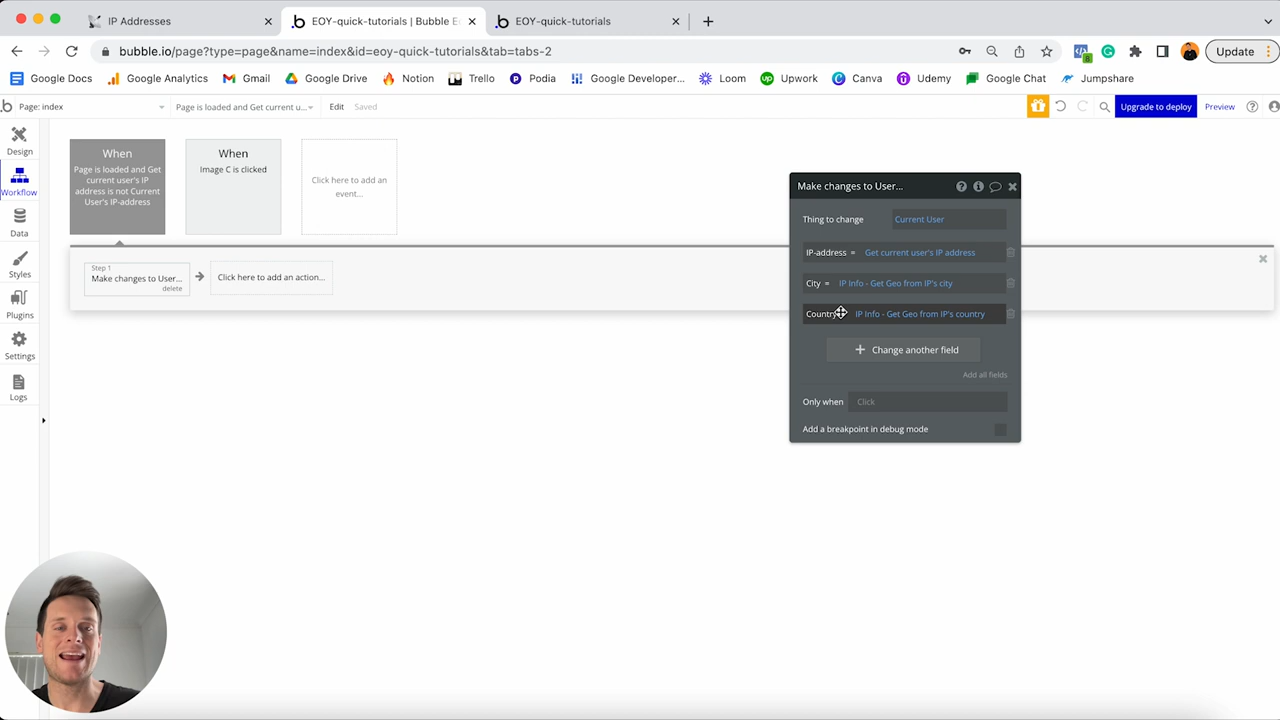 IP Addresses
EOY-quick-tutorials | Bubble E
EOY-quick-tutorials
bubble.io/page?type=page&name=index&id=eoy-quick-tutorials&tab=tabs-2
8
Update
Google Docs
Google Analytics
Gmail
Google Drive
Notion
Trello
Podia
Google Developer...
Loom
Upwork
Canva
Udemy
Google Chat
Jumpshare
Page: index
Page is loaded and Get current u...
Edit
Saved
Upgrade to deploy
Preview
Design
Workflow
Data
Styles
Plugins
Settings
Logs
When
Page is loaded and Get
current user's IP
address is not Current
User's IP-address
When
Image C is clicked
Click here to add an
event...
Step 1
Make changes to User...
delete
Click here to add an action...
Make changes to User...
Thing to change
Current User
IP-address =
Get current user's IP address
City =
IP Info - Get Geo from IP's city
Country
IP Info - Get Geo from IP's country
Change another field
Add all fields
Only when
Click
Add a breakpoint in debug mode